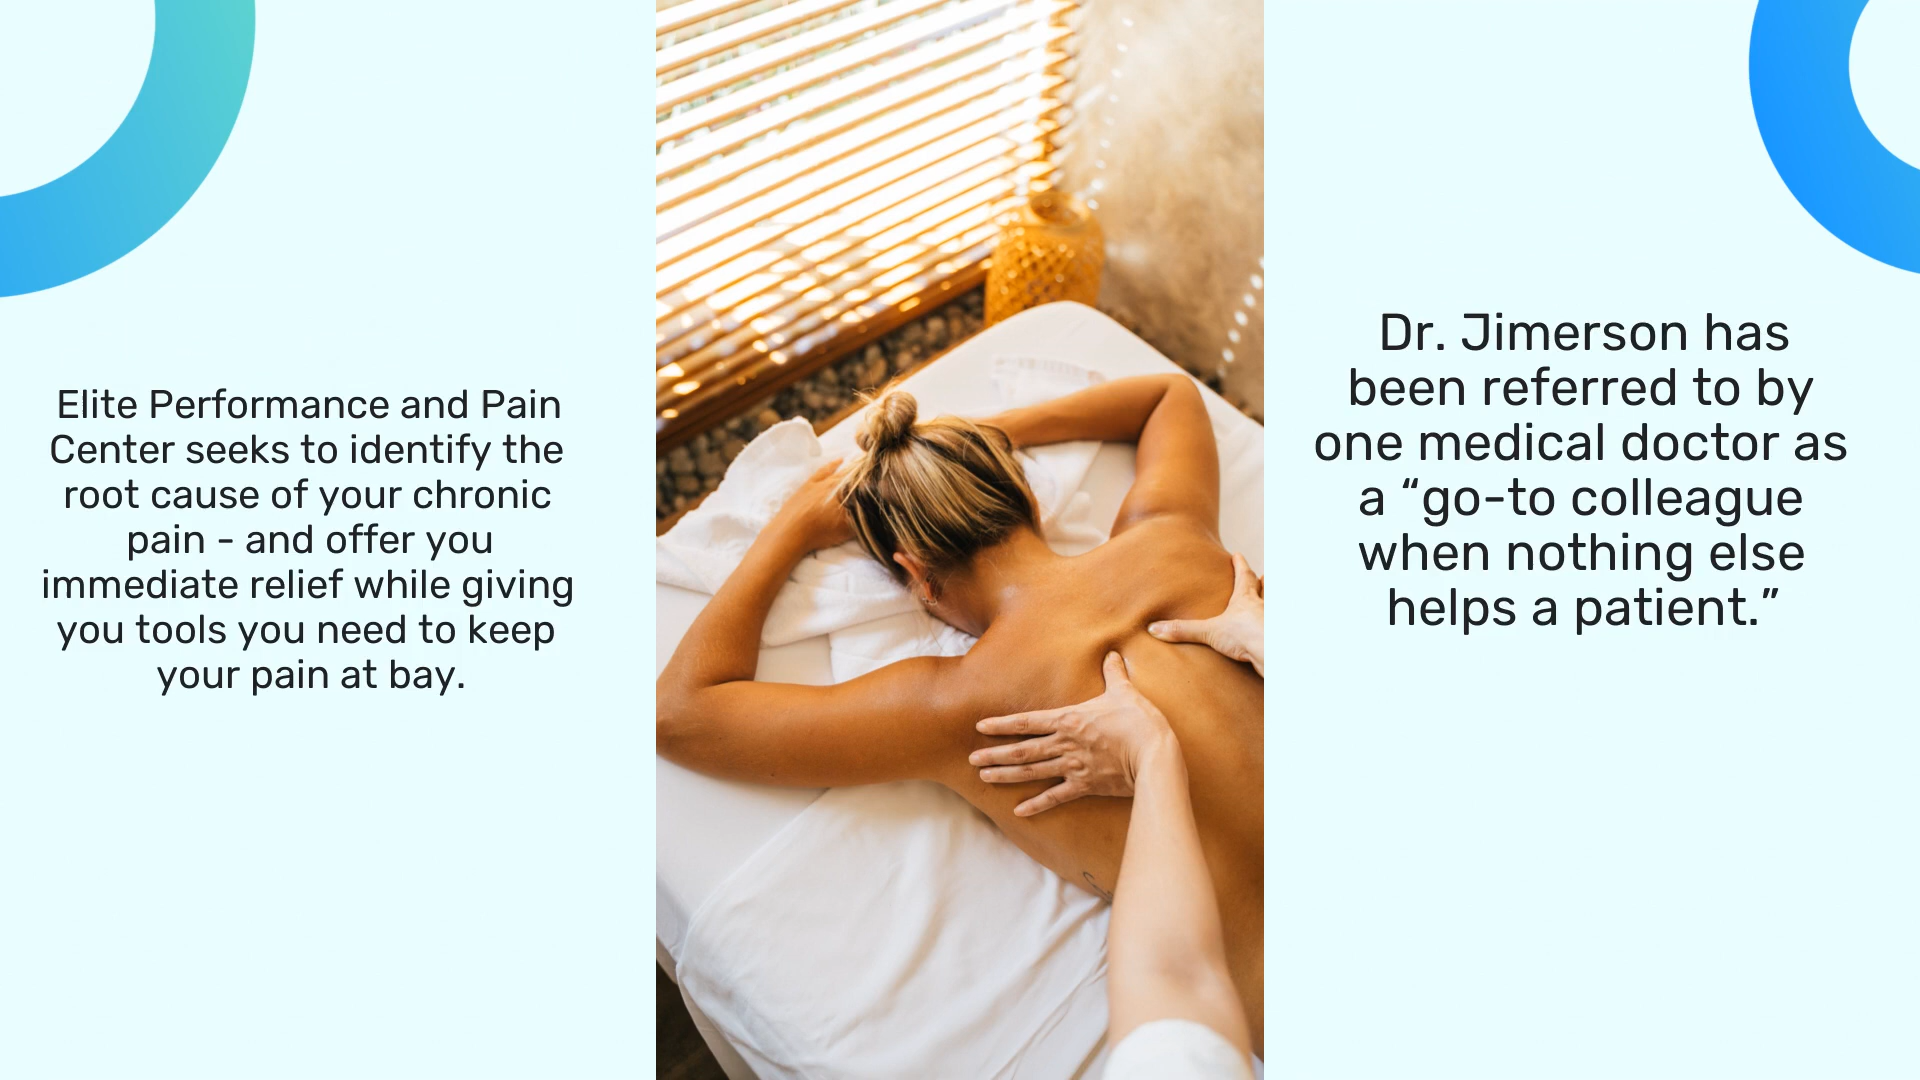 Elite Performance and Pain
Center seeks to identify the
root cause of your chronic
pain - and offer you
immediate relief while giving
you tools you need to keep
your pain at bay.
Dr. Jimerson has
been referred to by
one medical doctor as
a “go-to colleague
when nothing else
helps a patient.”